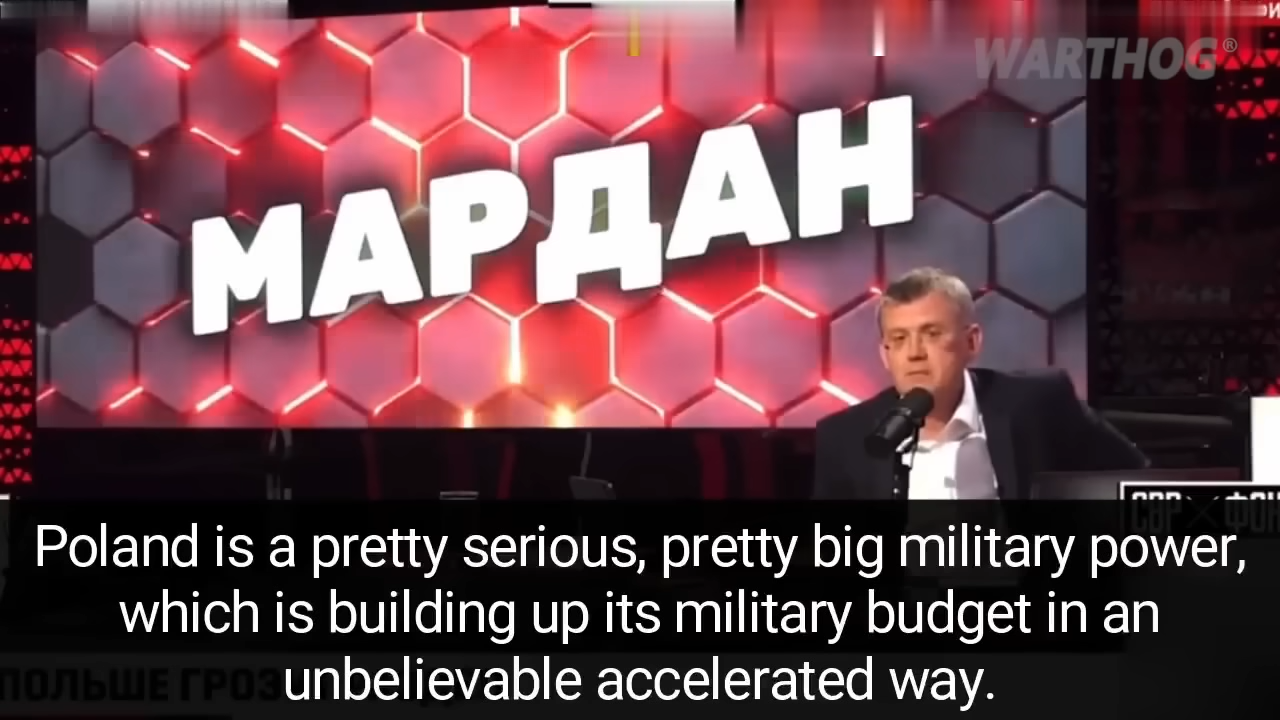 WARTHOG®
МАРДАН
Poland is a pretty serious, pretty big military power,
which is building up its military budget in an
ПОЛЬШЕ
unbelievable accelerated way.